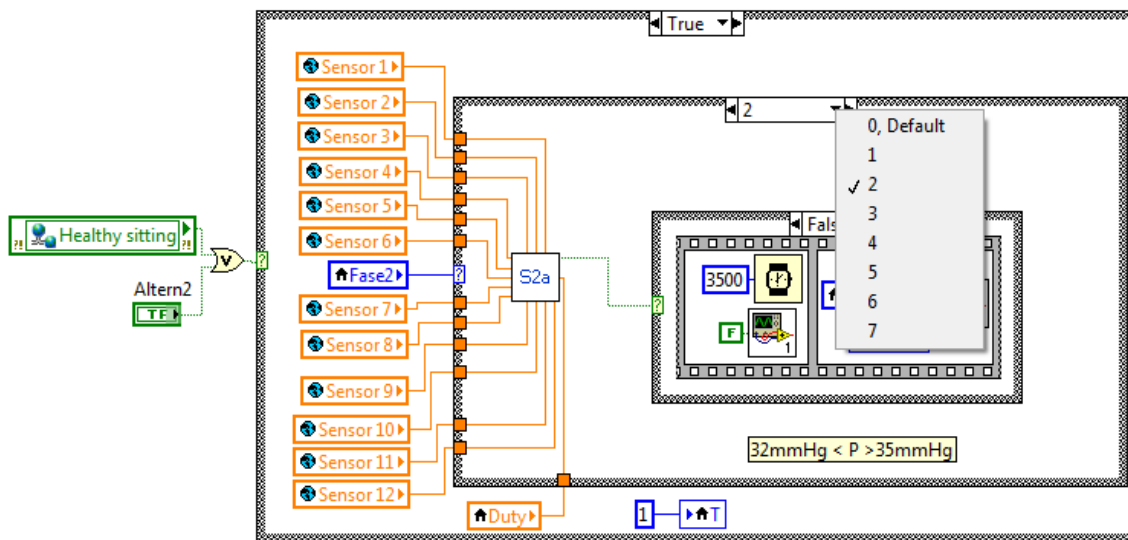 True
Sensor 1
Sensor 2
2
0, Default
Sensor 3
1
Sensor 4
2
Sensor 5
3
Fals
Healthy sitting
Sensor 6
4
?!
?!
V
?
Fase2
?
S2a
3500
5
Altern2
Sensor 7
?
6
TF
Sensor 8
F
1
7
Sensor 9
Sensor 10
32mmHg < P >35mmHg
Sensor 11
Sensor 12
Duty
1
T